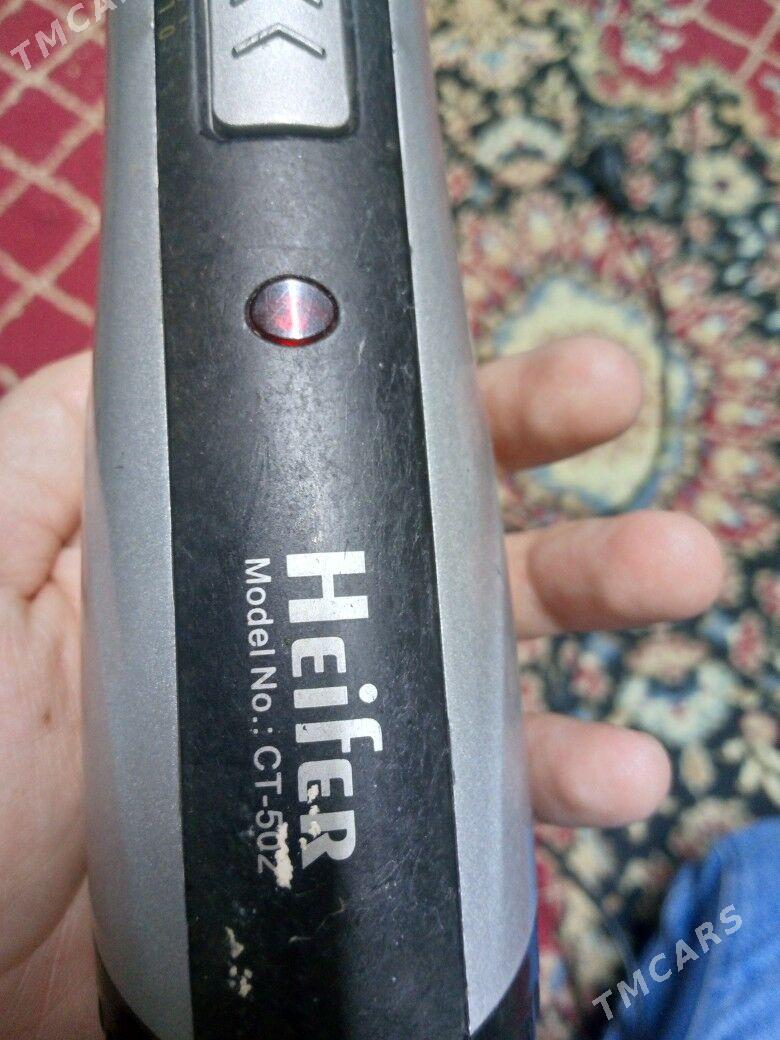 TMCARS
HeifeR
Model No.: CT-502
TMCARS